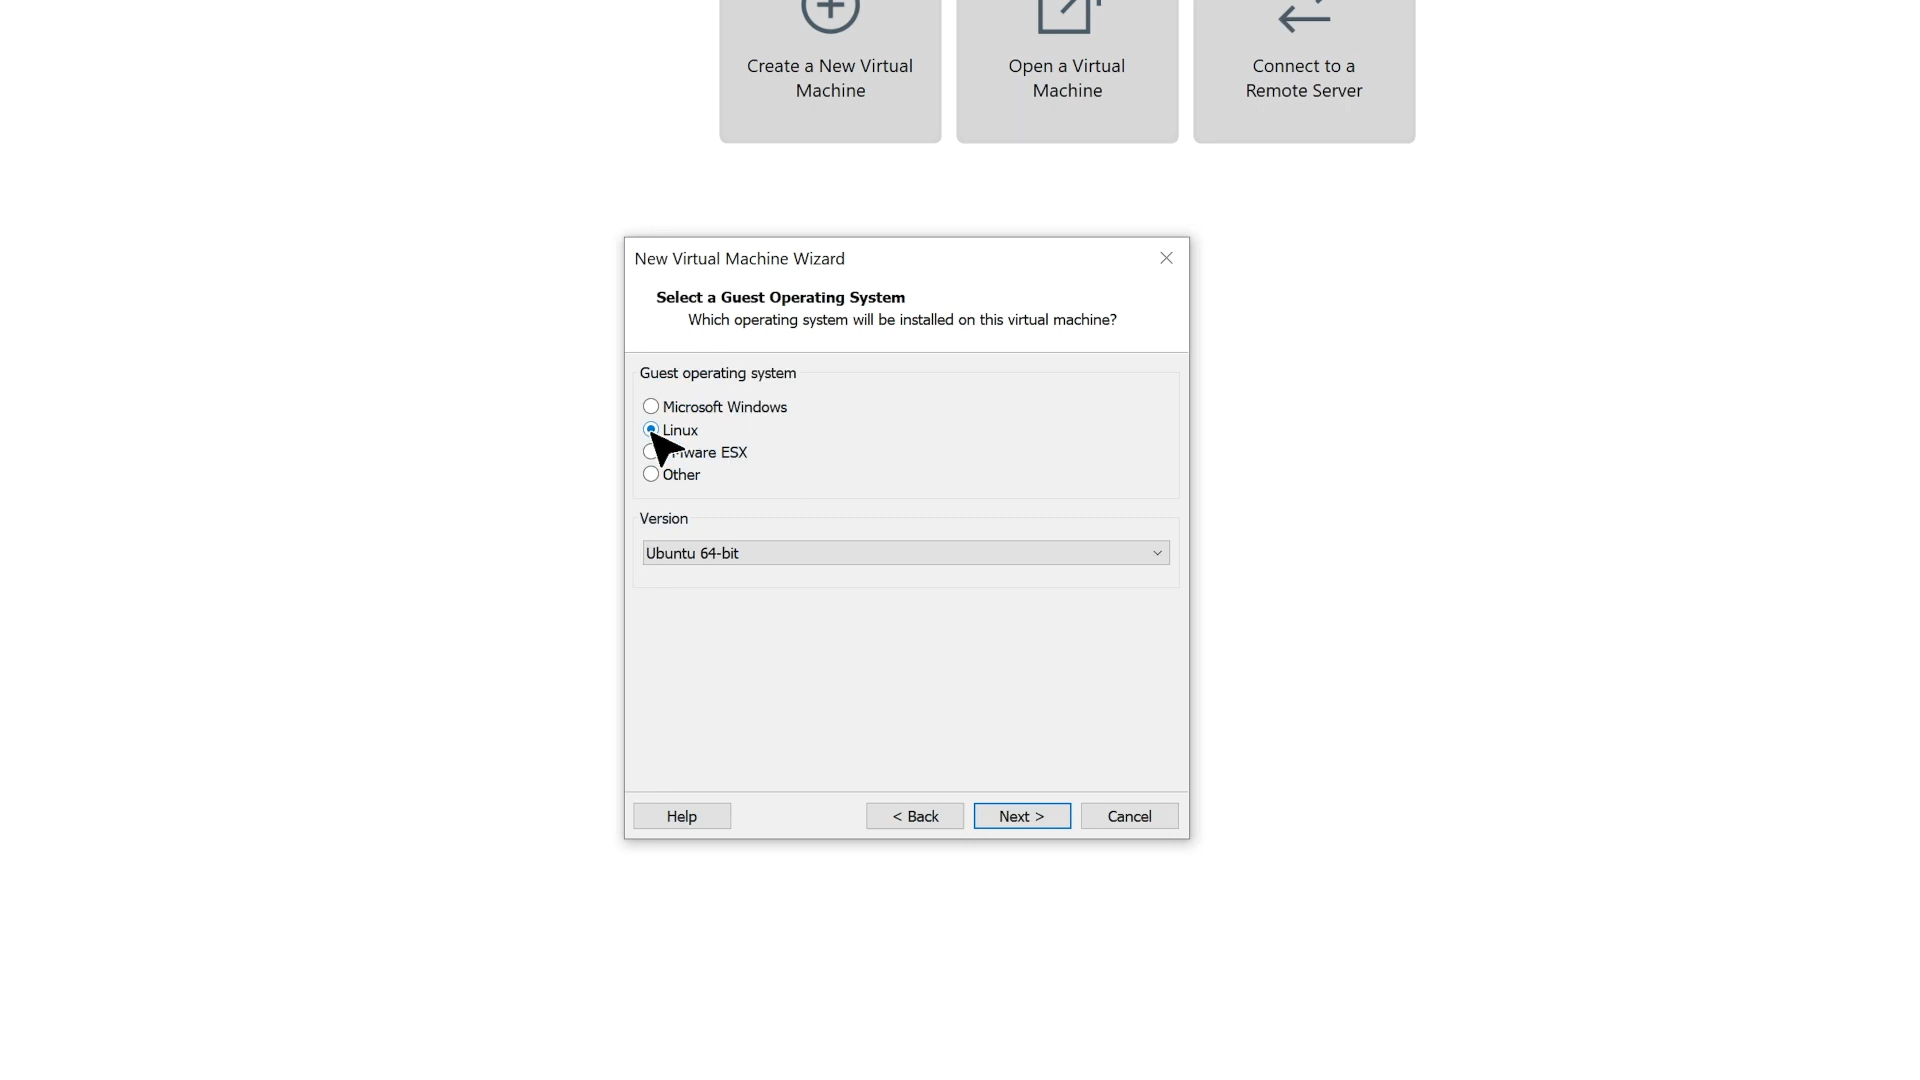 Create a New Virtual
Machine
Open a Virtual
Machine
Connect to a
Remote Server
New Virtual Machine Wizard
Select a Guest Operating System
Which operating system will be installed on this virtual machine?
Guest operating system
Microsoft Windows
Linux
ware ESX
Other
Version
Ubuntu 64-bit
Help
< Back
Next >
Cancel